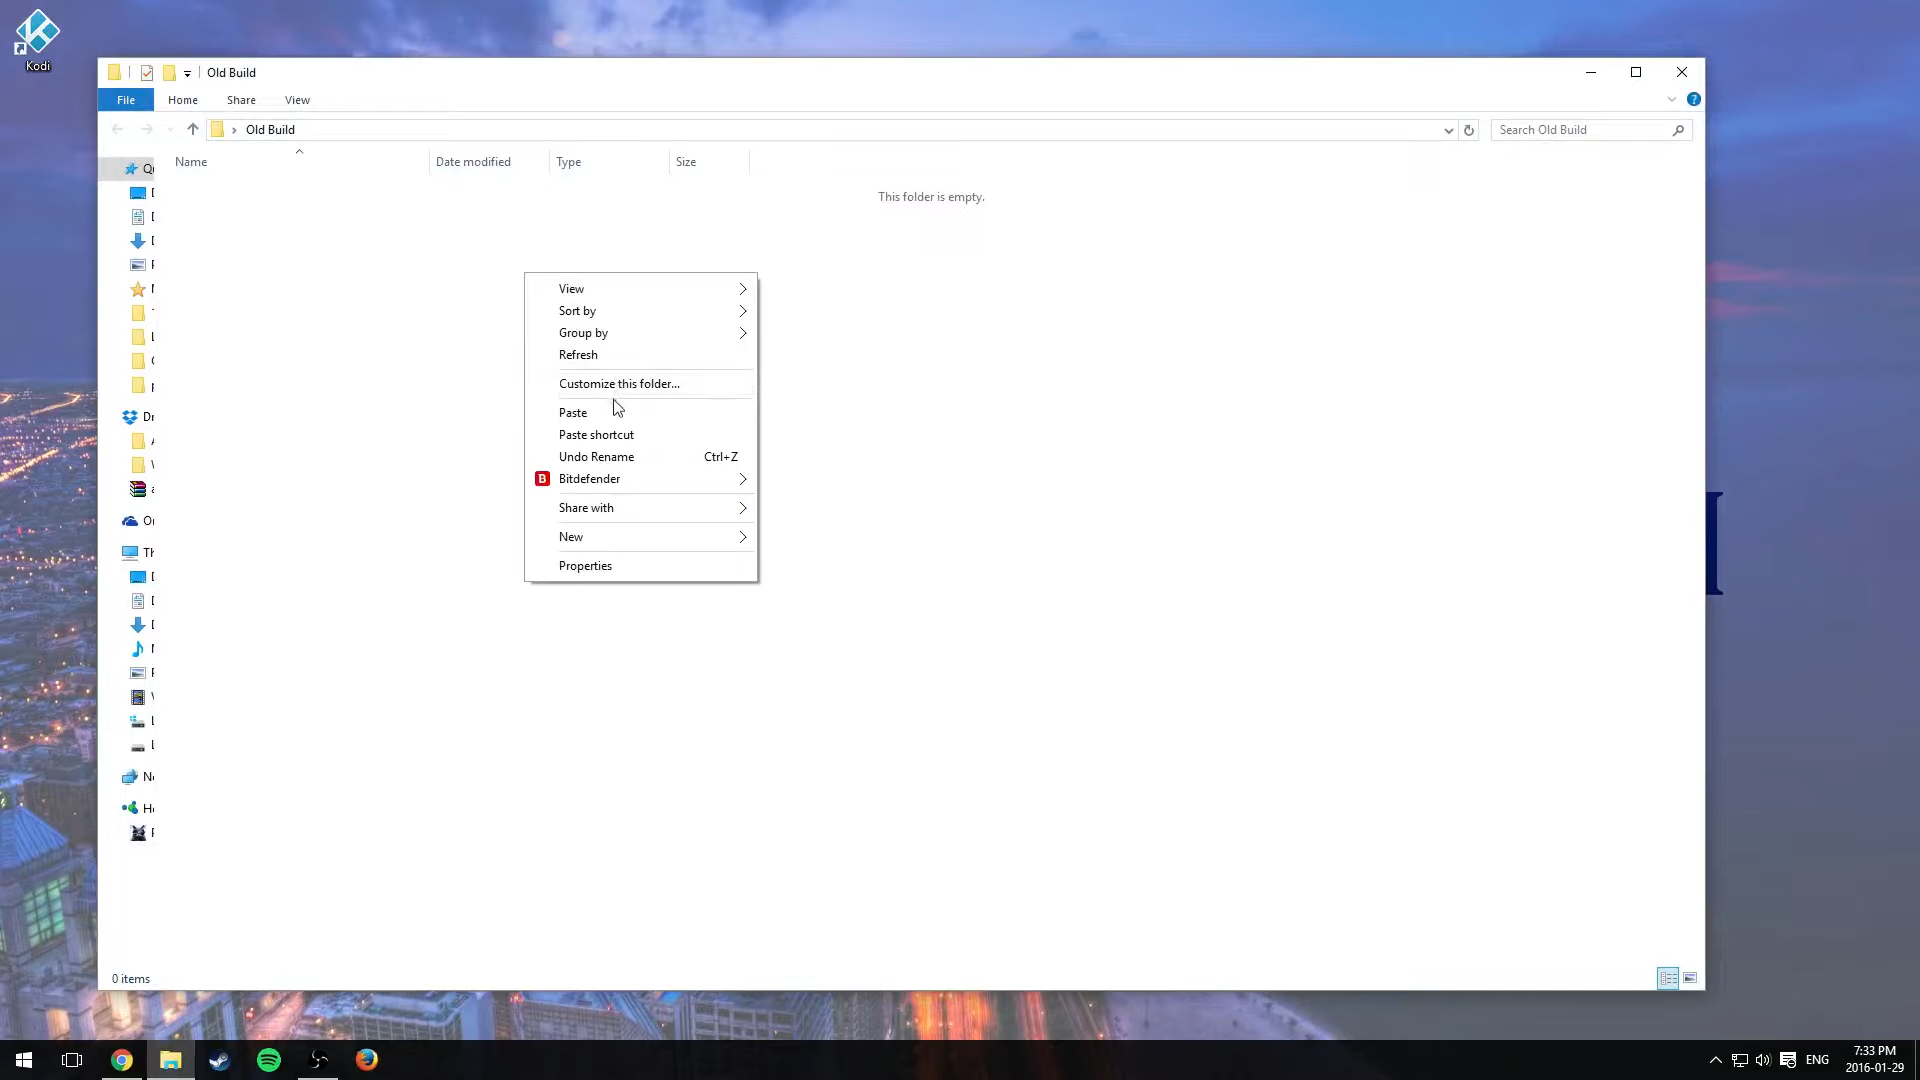 Kodi
Old Build
File Home Share View
Old Build
Search Old Build
Name Date modified Type Size
This folder is empty.
View
Sort by
Group by
Refresh
Customize this folder...
Paste
Paste shortcut
Undo Rename Ctrl+Z
B Bitdefender
Share with
New
Properties
0 items
ENG
7:33 PM
2016-01-29